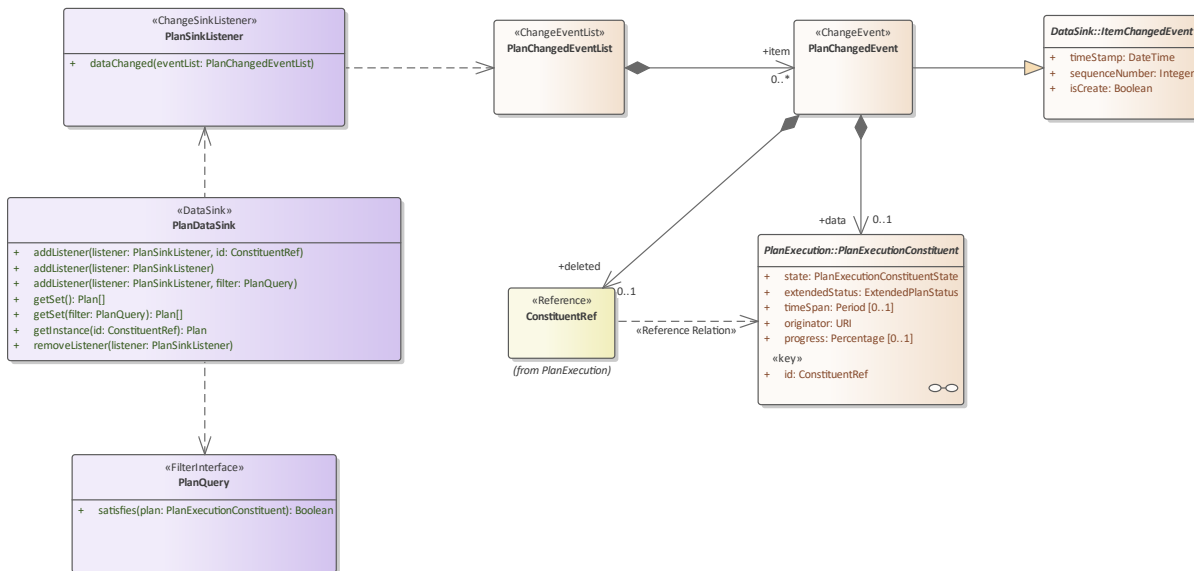 «ChangeSinkListener»
PlanSinkListener
+ dataChanged(eventList: PlanChangedEventList)
«ChangeEventList»
PlanChangedEventList
+item
0..*
«ChangeEvent»
PlanChangedEvent
DataSink::ItemChangedEvent
+ timeStamp: DateTime
+ sequenceNumber: Integer
+ isCreate: Boolean
«DataSink»
PlanDataSink
+ addListener(listener: PlanSinkListener, id: ConstituentRef)
+ addListener(listener: PlanSinkListener)
+ addListener(listener: PlanSinkListener, filter: PlanQuery)
+ getSet(): Plan[]
+ getSet(filter: PlanQuery): Plan[]
+ getInstance(id: ConstituentRef): Plan
+ removeListener(listener: PlanSinkListener)
+data
0..1
+deleted
0..1
«Reference»
ConstituentRef
(from PlanExecution)
«Reference Relation»
PlanExecution::PlanExecutionConstituent
+ state: PlanExecutionConstituentState
+ extendedStatus: ExtendedPlanStatus
+ timeSpan: Period [0..1]
+ originator: URI
+ progress: Percentage [0..1]
«key»
+ id: ConstituentRef
«FilterInterface»
PlanQuery
+ satisfies(plan: PlanExecutionConstituent): Boolean